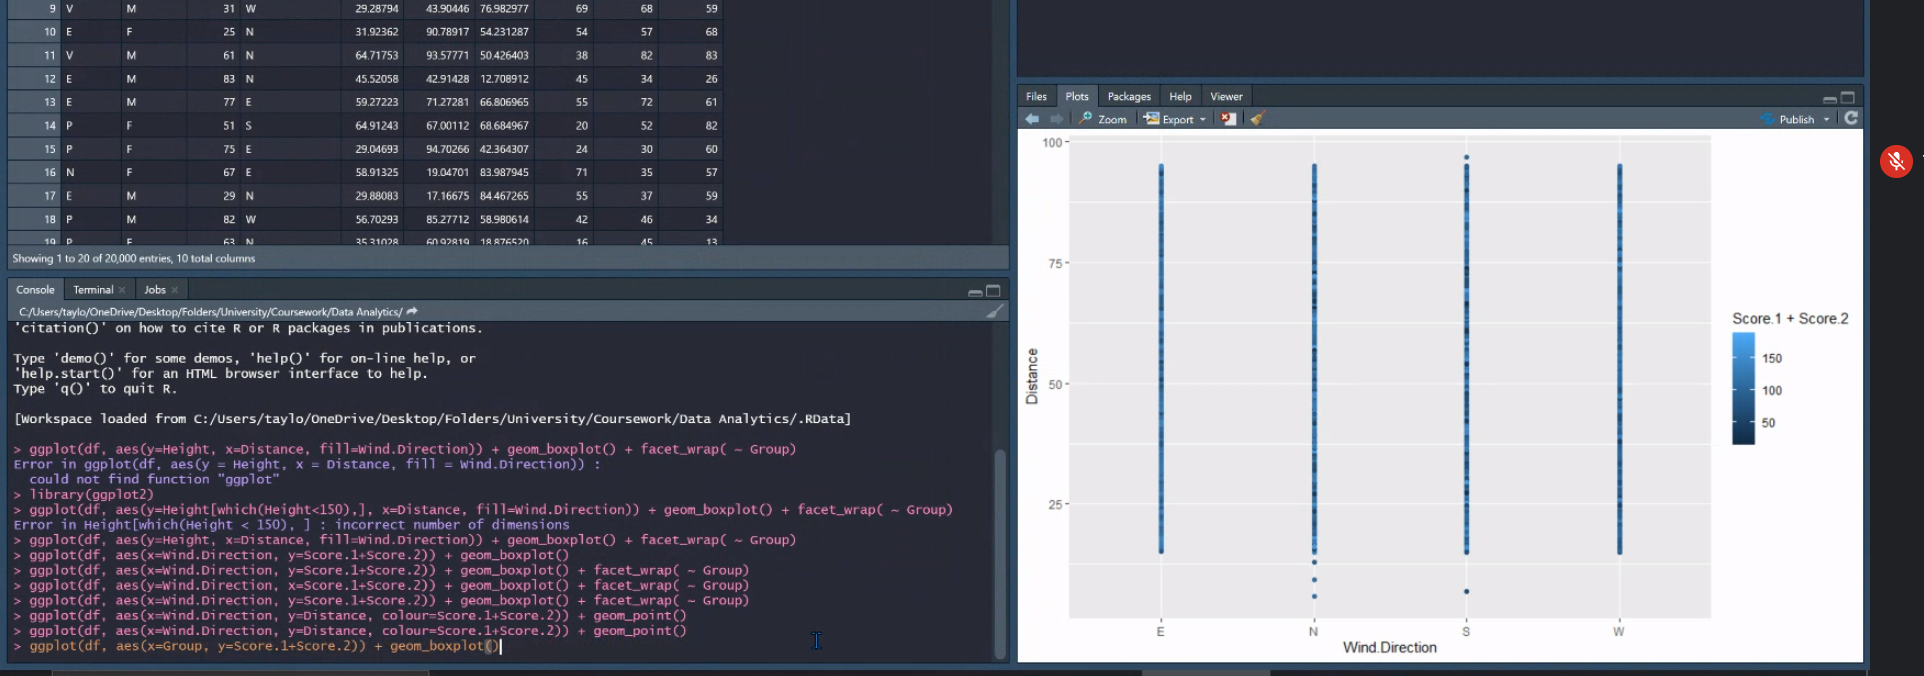 9 V M 31 W 29.28794 43.90446 76.982977 69 68 59
10 E F 25 N 31.92362 90.78917 54.231287 54 57 68
11 V M 61 N 64.71753 93.57771 50.426403 38 82 83
12 E M 83 N 45.52058 42.91428 12.708912 45 34 26
13 E M 77 E 59.27223 71.27281 66.806965 55 72 61
14 P F 51 S 64.91243 67.00112 68.684967 20 52 82
15 P F 75 E 29.04693 94.70266 42.364307 24 30 60
16 N F 67 E 58.91325 19.04701 83.987945 71 35 57
17 E M 29 N 29.88083 17.16675 84.467265 55 37 59
18 P M 82 W 56.70293 85.27712 58.980614 42 46 34
19 P F 63 N 35.31028 60.92819 18.876520 16 45 13
Showing 1 to 20 of 20,000 entries, 10 total columns
Console Terminal Jobs
C:/Users/taylo/OneDrive/Desktop/Folders/University/Coursework/Data Analytics/
'citation()' on how to cite R or R packages in publications.
Type 'demo()' for some demos, 'help()' for on-line help, or
'help.start()' for an HTML browser interface to help.
Type 'q()' to quit R.
[Workspace loaded from C:/Users/taylo/OneDrive/Desktop/Folders/University/Coursework/Data Analytics/.RData]
> ggplot(df, aes(y=Height, x=Distance, fill=Wind.Direction)) + geom_boxplot() + facet_wrap( ~ Group)
Error in ggplot(df, aes(y = Height, x = Distance, fill = Wind.Direction)) :
could not find function "ggplot"
> library(ggplot2)
> ggplot(df, aes(y=Height[which(Height<150),], x=Distance, fill=Wind.Direction)) + geom_boxplot() + facet_wrap( ~ Group)
Error in Height[which(Height < 150), ] : incorrect number of dimensions
> ggplot(df, aes(y=Height, x=Distance, fill=Wind.Direction)) + geom_boxplot() + facet_wrap( ~ Group)
> ggplot(df, aes(x=Wind.Direction, y=Score.1+Score.2)) + geom_boxplot()
> ggplot(df, aes(x=Wind.Direction, y=Score.1+Score.2)) + geom_boxplot() + facet_wrap( ~ Group)
> ggplot(df, aes(y=Wind.Direction, x=Score.1+Score.2)) + geom_boxplot() + facet_wrap( ~ Group)
> ggplot(df, aes(x=Wind.Direction, y=Score.1+Score.2)) + geom_boxplot() + facet_wrap( ~ Group)
> ggplot(df, aes(x=Wind.Direction, y=Distance, colour=Score.1+Score.2)) + geom_point()
> ggplot(df, aes(x=Wind.Direction, y=Distance, colour=Score.1+Score.2)) + geom_point()
> ggplot(df, aes(x=Group, y=Score.1+Score.2)) + geom_boxplot()
Files Plots Packages Help Viewer
Zoom Export Publish
100
75
50
25
Distance
E N S W
Wind.Direction
Score.1 + Score.2
150
100
50